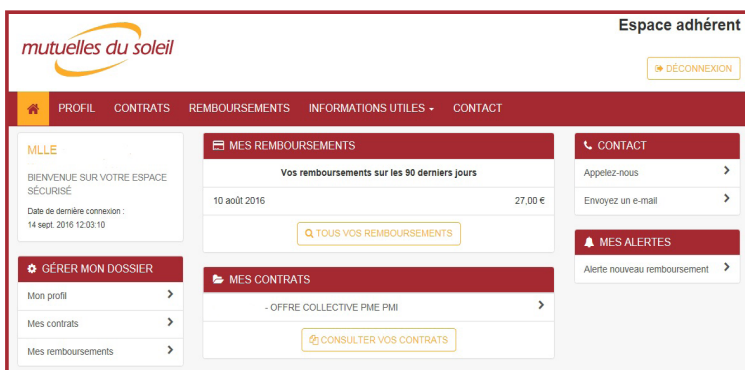 Espace adhérent
mutuelles du soleil
DÉCONNEXION
PROFIL CONTRATS REMBOURSEMENTS INFORMATIONS UTILES CONTACT
MLLE
BIENVENUE SUR VOTRE ESPACE
SÉCURISÉ
Date de dernière connexion :
14 sept. 2016 12:03:10
GÉRER MON DOSSIER
Mon profil
Mes contrats
Mes remboursements
MES REMBOURSEMENTS
Vos remboursements sur les 90 derniers jours
10 août 2016 27,00 €
TOUS VOS REMBOURSEMENTS
MES CONTRATS
- OFFRE COLLECTIVE PME PMI
CONSULTER VOS CONTRATS
CONTACT
Appelez-nous
Envoyez un e-mail
MES ALERTES
Alerte nouveau remboursement